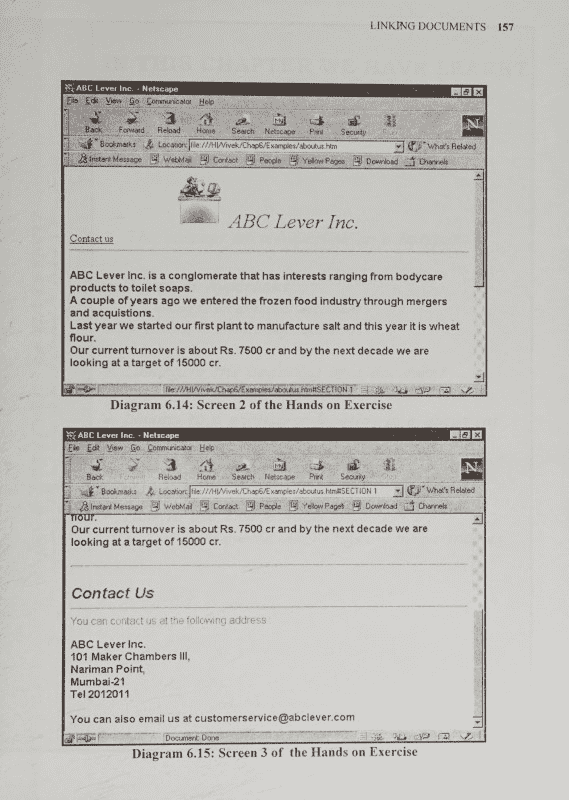 LINKING DOCUMENTS 157
ABC Lever Inc. - Netscape
File Edit View Go Communicator Help
Back Forward Reload Home Search Netscape Print Security
Bookmarks Location: file:///H|/Vivek/Chap6/Examples/aboutus.htm What's Related
Instant Message WebMail Contact People Yellow Pages Download Channels
ABC Lever Inc.
Contact us
ABC Lever Inc. is a conglomerate that has interests ranging from bodycare
products to toilet soaps.
A couple of years ago we entered the frozen food industry through mergers
and acquistions.
Last year we started our first plant to manufacture salt and this year it is wheat
flour.
Our current turnover is about Rs. 7500 cr and by the next decade we are
looking at a target of 15000 cr.
file:///H|/Vivek/Chap6/Examples/aboutus.htm#SECTION 1
Diagram 6.14: Screen 2 of the Hands on Exercise
ABC Lever Inc. - Netscape
File Edit View Go Communicator Help
Back Reload Home Search Netscape Print Security
Bookmarks Location: file:///H|/Vivek/Chap6/Examples/aboutus.htm#SECTION 1 What's Related
Instant Message WebMail Contact People Yellow Pages Download Channels
flour.
Our current turnover is about Rs. 7500 cr and by the next decade we are
looking at a target of 15000 cr.
Contact Us
You can contact us at the following address
ABC Lever Inc.
101 Maker Chambers III,
Nariman Point,
Mumbai-21
Tel 2012011
You can also email us at customerservice@abclever.com
Document: Done
Diagram 6.15: Screen 3 of the Hands on Exercise